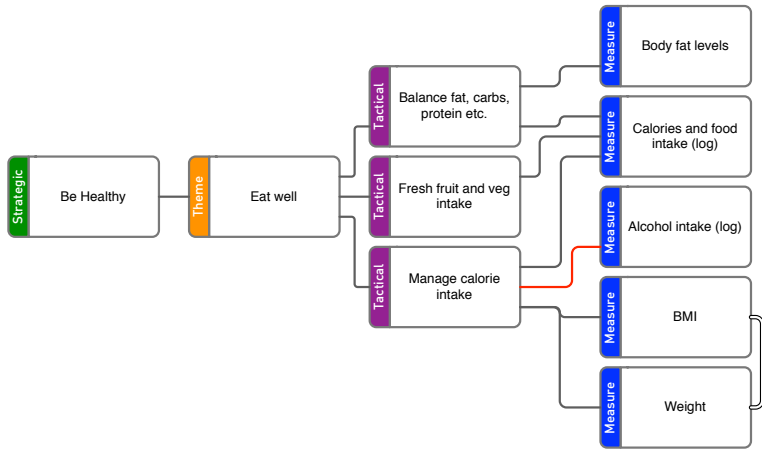 Strategic
Be Healthy
Theme
Eat well
Tactical
Balance fat, carbs,
protein etc.
Tactical
Fresh fruit and veg
intake
Tactical
Manage calorie
intake
Measure
Body fat levels
Measure
Calories and food
intake (log)
Measure
Alcohol intake (log)
Measure
BMI
Measure
Weight